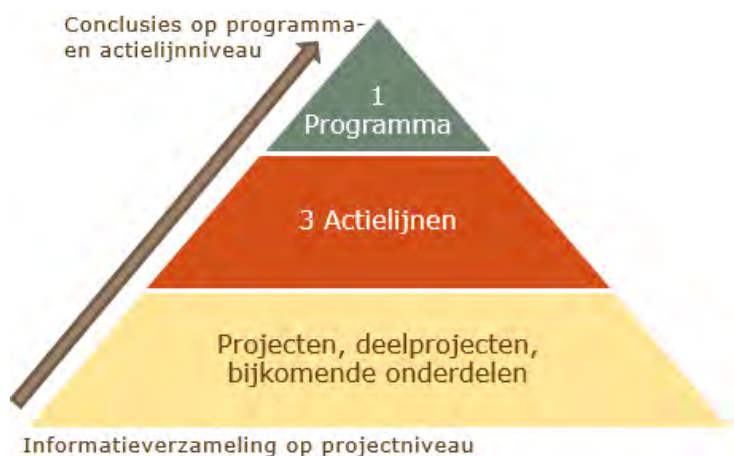 Conclusies op programma-
en actielijnniveau
1
Programma
3 Actielijnen
Projecten, deelprojecten,
bijkomende onderdelen
Informatieverzameling op projectniveau